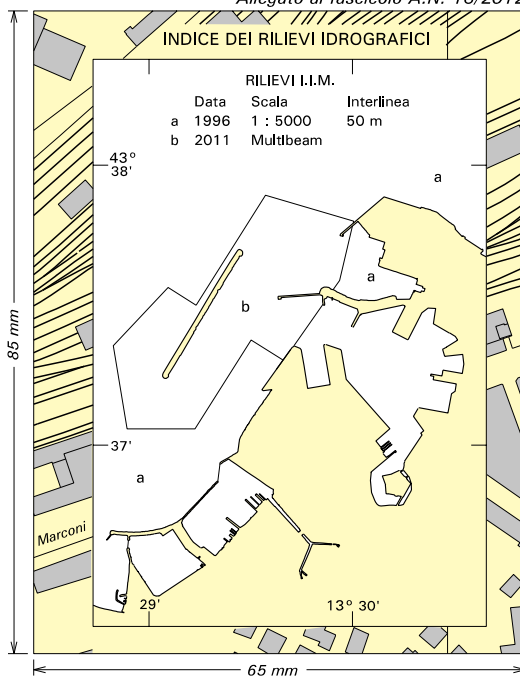 Allegato al fascicolo A.N. 18/2012
INDICE DEI RILIEVI IDROGRAFICI
RILIEVI I.I.M.
Data Scala Interlinea
a 1996 1 : 5000 50 m
b 2011 Multibeam
43°
38'
a
a
b
37'
a
Marconi
29'
13° 30'
85 mm
65 mm